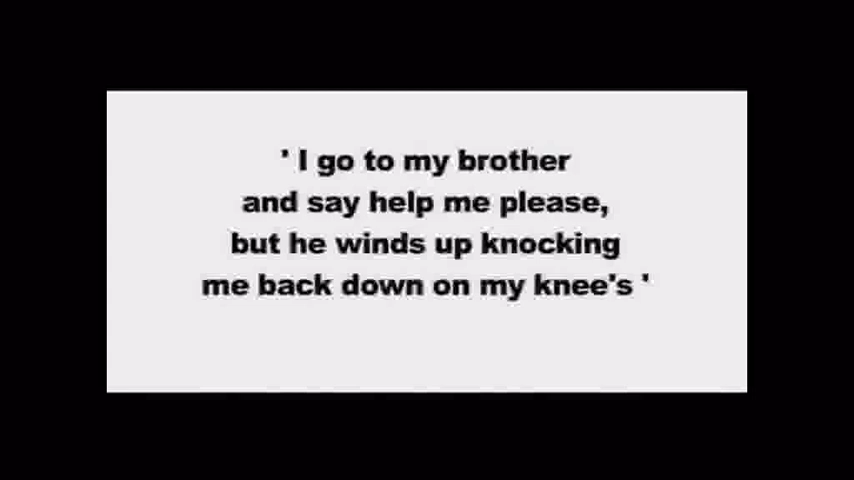 ' I go to my brother
and say help me please,
but he winds up knocking
me back down on my knee's '